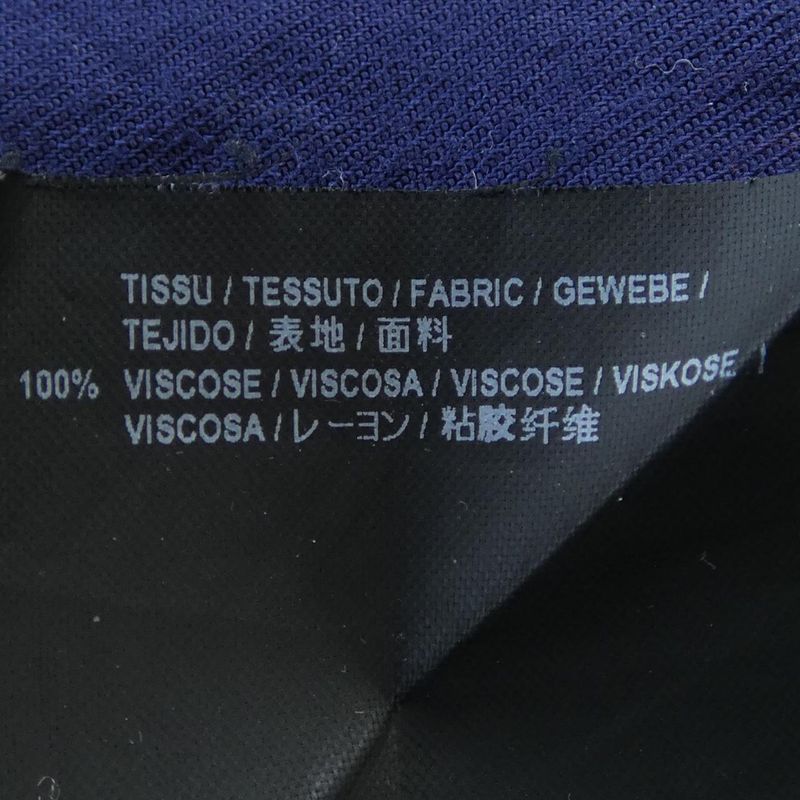 TISSU / TESSUTO / FABRIC / GEWEBE /
TEJIDO / 表地 / 面料
100% VISCOSE / VISCOSA / VISCOSE / VISKOSE /
VISCOSA / レーヨン / 粘胶纤维